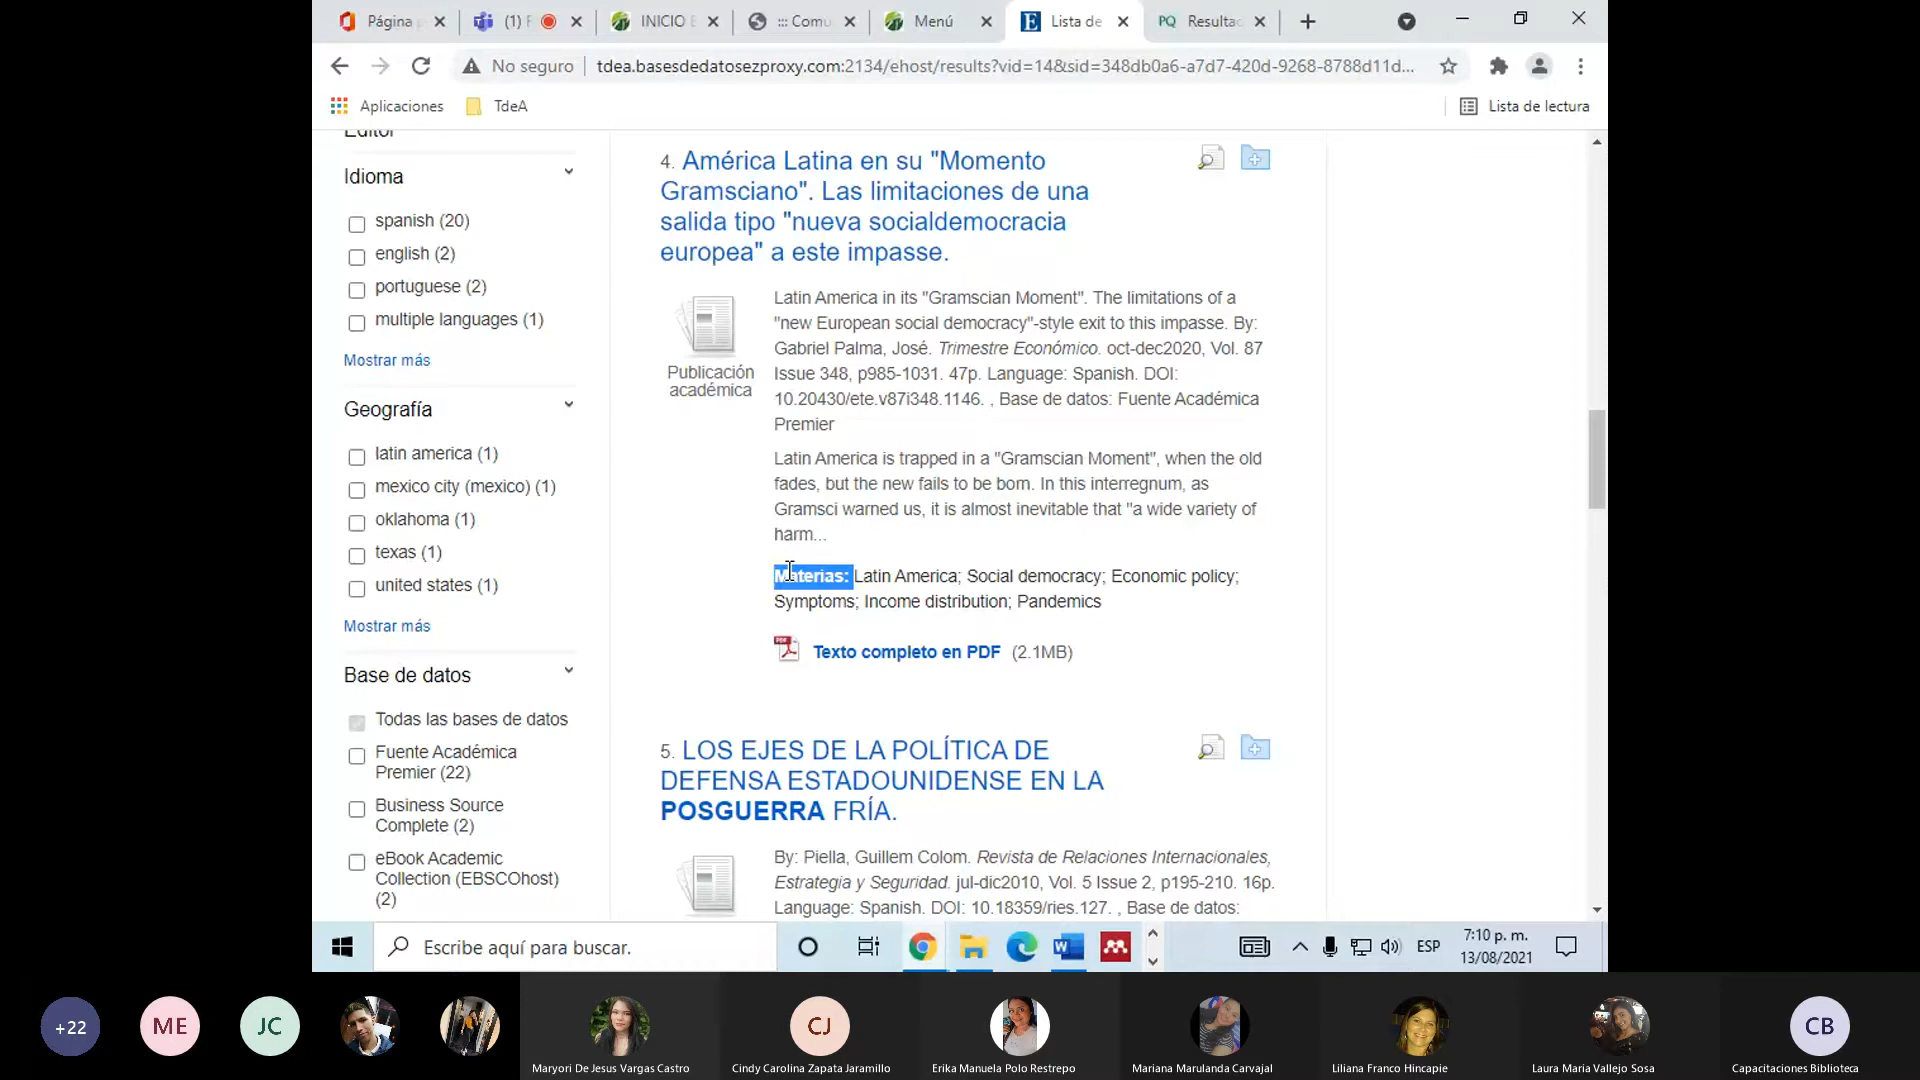 Página
(1)
INICIO
::: Comu
Menú
Lista de
PQ Resulta
No seguro
tdea.basesdedatosezproxy.com:2134/ehost/results?vid=14&sid=348db0a6-a7d7-420d-9268-8788d11d...
Aplicaciones
TdeA
Lista de lectura
Editor
Idioma
spanish (20)
english (2)
portuguese (2)
multiple languages (1)
Mostrar más
Geografía
latin america (1)
mexico city (mexico) (1)
oklahoma (1)
texas (1)
united states (1)
Mostrar más
Base de datos
Todas las bases de datos
Fuente Académica
Premier (22)
Business Source
Complete (2)
eBook Academic
Collection (EBSCOhost)
(2)
4. América Latina en su "Momento
Gramsciano". Las limitaciones de una
salida tipo "nueva socialdemocracia
europea" a este impasse.
Publicación
académica
Latin America in its "Gramscian Moment". The limitations of a
"new European social democracy"-style exit to this impasse. By:
Gabriel Palma, José. Trimestre Económico. oct-dec2020, Vol. 87
Issue 348, p985-1031. 47p. Language: Spanish. DOI:
10.20430/ete.v87i348.1146. , Base de datos: Fuente Académica
Premier
Latin America is trapped in a "Gramscian Moment", when the old
fades, but the new fails to be born. In this interregnum, as
Gramsci warned us, it is almost inevitable that "a wide variety of
harm...
Materias: Latin America; Social democracy; Economic policy;
Symptoms; Income distribution; Pandemics
PDF
Texto completo en PDF (2.1MB)
5. LOS EJES DE LA POLÍTICA DE
DEFENSA ESTADOUNIDENSE EN LA
POSGUERRA FRÍA.
By: Piella, Guillem Colom. Revista de Relaciones Internacionales,
Estrategia y Seguridad. jul-dic2010, Vol. 5 Issue 2, p195-210. 16p.
Language: Spanish. DOI: 10.18359/ries.127. , Base de datos:
Escribe aquí para buscar.
ESP
7:10 p. m.
13/08/2021
+22
ME
JC
CJ
CB
Maryori De Jesus Vargas Castro
Cindy Carolina Zapata Jaramillo
Erika Manuela Polo Restrepo
Mariana Marulanda Carvajal
Liliana Franco Hincapie
Laura Maria Vallejo Sosa
Capacitaciones Biblioteca